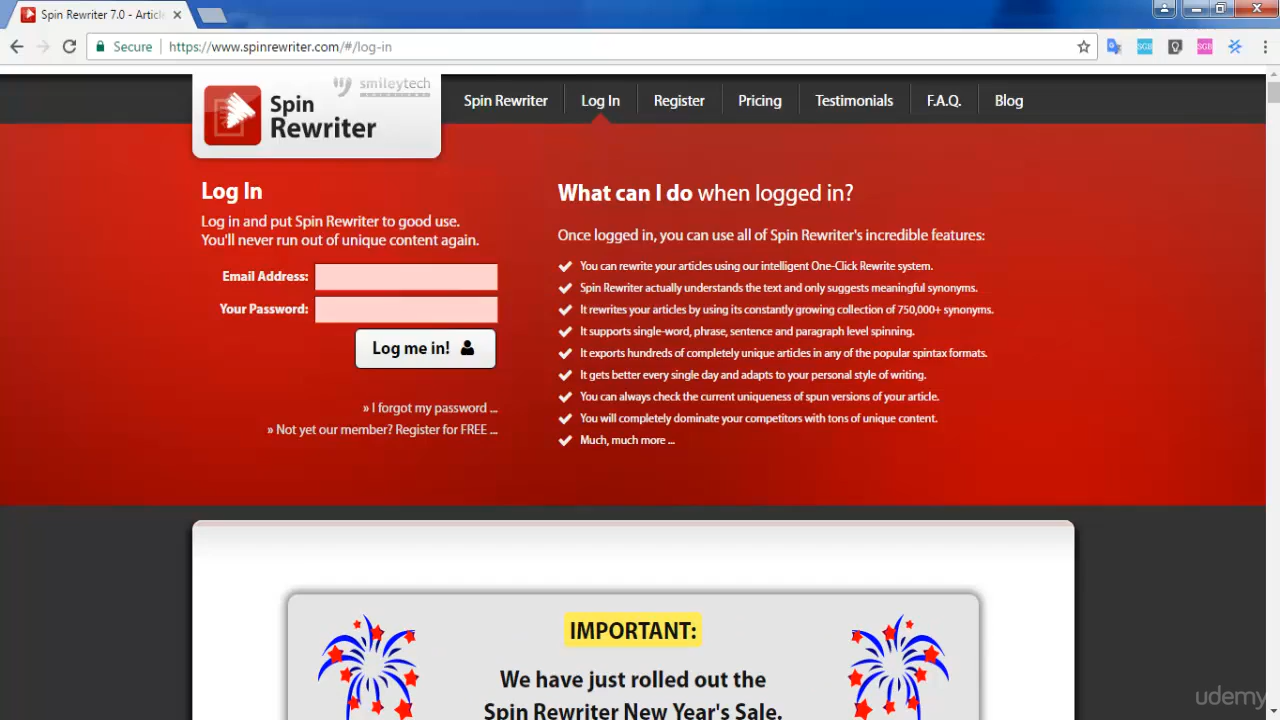 Spin Rewriter 7.0 - Articl
Secure
https://www.spinrewriter.com/#/log-in
smileytech
Spin
Rewriter
Spin Rewriter
Log In
Register
Pricing
Testimonials
F.A.Q.
Blog
Log In
Log in and put Spin Rewriter to good use.
You'll never run out of unique content again.
Email Address:
Your Password:
Log me in!
» I forgot my password ...
» Not yet our member? Register for FREE ...
What can I do when logged in?
Once logged in, you can use all of Spin Rewriter's incredible features:
You can rewrite your articles using our intelligent One-Click Rewrite system.
Spin Rewriter actually understands the text and only suggests meaningful synonyms.
It rewrites your articles by using its constantly growing collection of 750,000+ synonyms.
It supports single-word, phrase, sentence and paragraph level spinning.
It exports hundreds of completely unique articles in any of the popular spintax formats.
It gets better every single day and adapts to your personal style of writing.
You can always check the current uniqueness of spun versions of your article.
You will completely dominate your competitors with tons of unique content.
Much, much more ...
IMPORTANT:
We have just rolled out the
Spin Rewriter New Year's Sale.
udemy